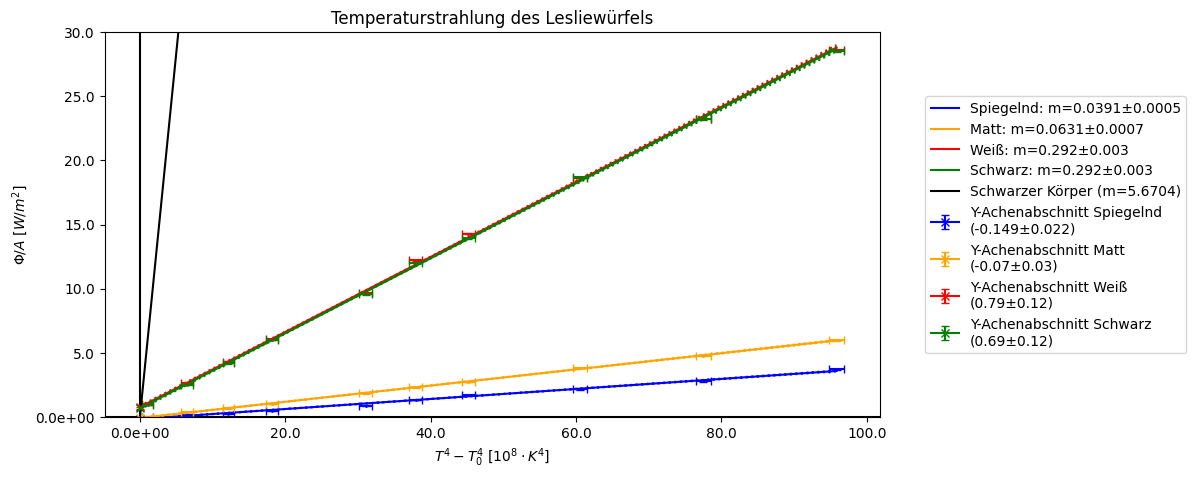 Temperaturstrahlung des Lesliewürfels
30.0
25.0
20.0
15.0
10.0
5.0
0.0e+00
Φ/A [W/m²]
0.0e+00
20.0
40.0
60.0
80.0
100.0
T⁴ − T₀⁴ [10⁸ · K⁴]
Spiegelnd: m=0.0391±0.0005
Matt: m=0.0631±0.0007
Weiß: m=0.292±0.003
Schwarz: m=0.292±0.003
Schwarzer Körper (m=5.6704)
Y-Achenabschnitt Spiegelnd
(-0.149±0.022)
Y-Achenabschnitt Matt
(-0.07±0.03)
Y-Achenabschnitt Weiß
(0.79±0.12)
Y-Achenabschnitt Schwarz
(0.69±0.12)